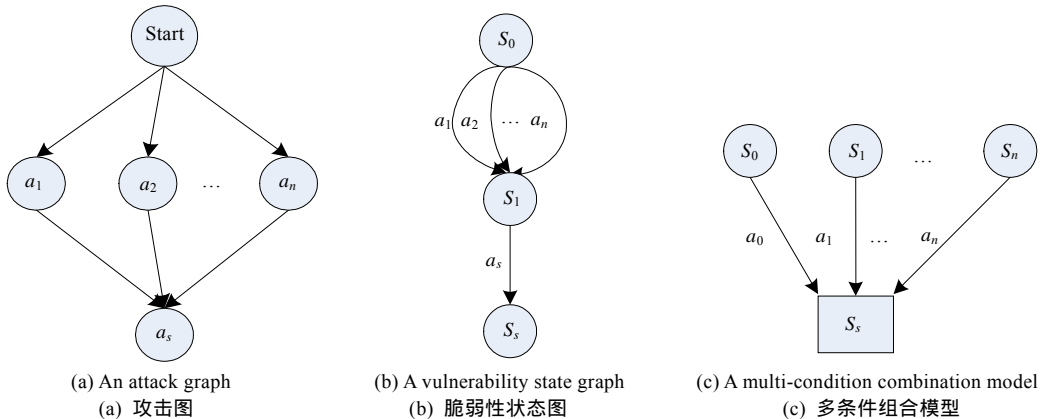 Start
a1 a2 … an
as
(a) An attack graph
(a) 攻击图
S0
a1 a2 … an
S1
as
Ss
(b) A vulnerability state graph
(b) 脆弱性状态图
S0 S1 … Sn
a0 a1 … an
Ss
(c) A multi-condition combination model
(c) 多条件组合模型